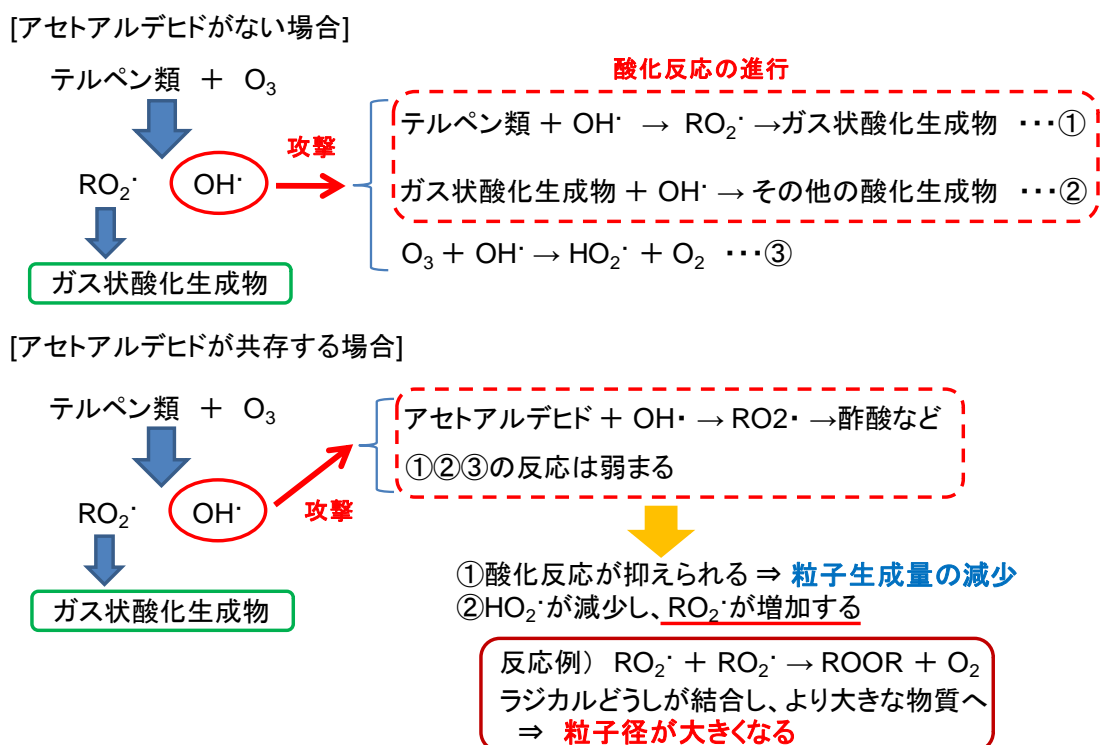 [アセトアルデヒドがない場合]
テルペン類 ＋ O₃
酸化反応の進行
攻撃
テルペン類 ＋ OH· → RO₂· →ガス状酸化生成物 ･･･①
RO₂· OH·
ガス状酸化生成物 ＋ OH· → その他の酸化生成物 ･･･②
O₃ ＋ OH· → HO₂· ＋ O₂ ･･･③
ガス状酸化生成物
[アセトアルデヒドが共存する場合]
テルペン類 ＋ O₃
アセトアルデヒド ＋ OH・ → RO2・ →酢酸など
①②③の反応は弱まる
RO₂· OH·
攻撃
ガス状酸化生成物
①酸化反応が抑えられる ⇒ 粒子生成量の減少
②HO₂·が減少し、RO₂·が増加する
反応例） RO₂· ＋ RO₂· → ROOR ＋ O₂
ラジカルどうしが結合し、より大きな物質へ
⇒ 粒子径が大きくなる